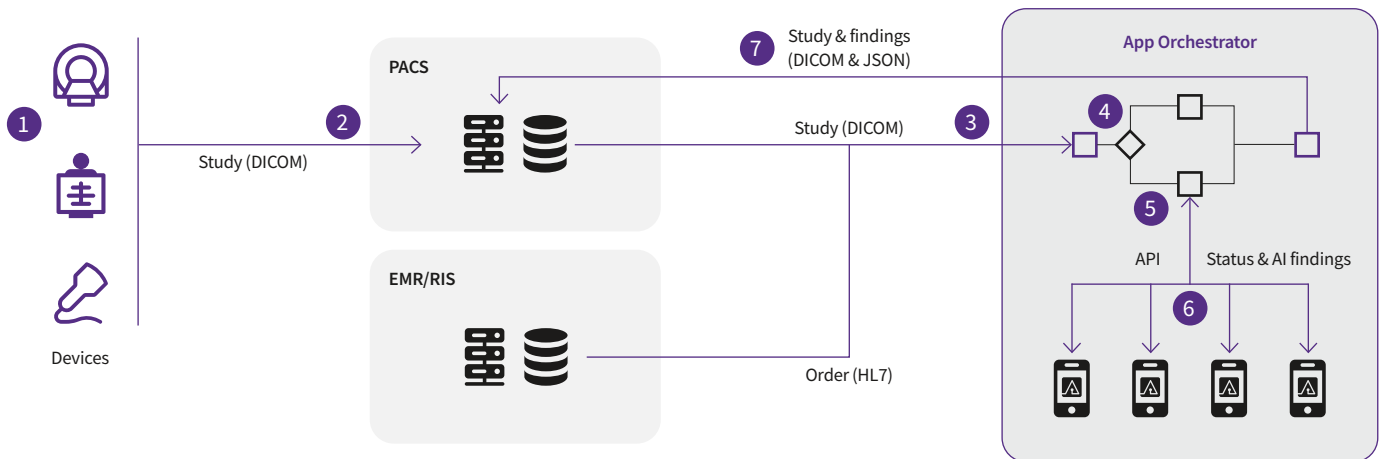 1
Devices
Study (DICOM)
2
PACS
EMR/RIS
7
Study & findings
(DICOM & JSON)
Study (DICOM)
3
Order (HL7)
App Orchestrator
4
5
API
Status & AI findings
6